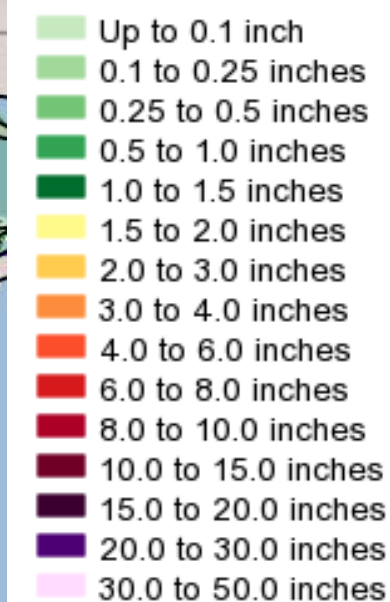 Up to 0.1 inch
0.1 to 0.25 inches
0.25 to 0.5 inches
0.5 to 1.0 inches
1.0 to 1.5 inches
1.5 to 2.0 inches
2.0 to 3.0 inches
3.0 to 4.0 inches
4.0 to 6.0 inches
6.0 to 8.0 inches
8.0 to 10.0 inches
10.0 to 15.0 inches
15.0 to 20.0 inches
20.0 to 30.0 inches
30.0 to 50.0 inches